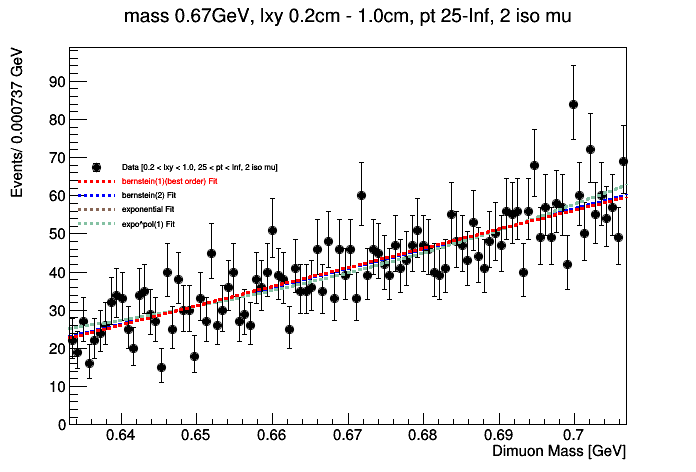 mass 0.67GeV, lxy 0.2cm - 1.0cm, pt 25-Inf, 2 iso mu
Events/ 0.000737 GeV
90
80
70
60
50
40
30
20
10
0
Data [0.2 < lxy < 1.0, 25 < pt < Inf, 2 iso mu]
bernstein(1)(best order) Fit
bernstein(2) Fit
exponential Fit
expo*pol(1) Fit
0.64 0.65 0.66 0.67 0.68 0.69 0.7
Dimuon Mass [GeV]